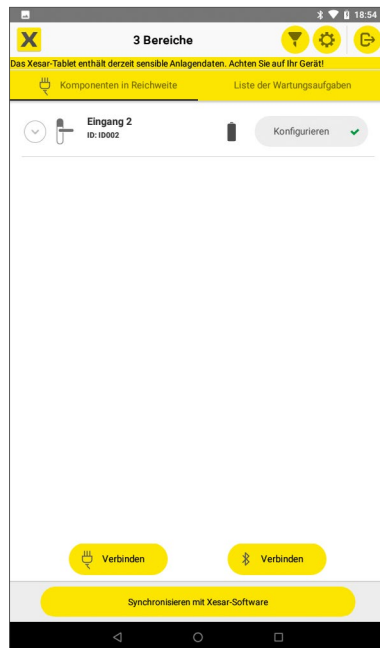 18:54
X
3 Bereiche
Das Xesar-Tablet enthält derzeit sensible Anlagendaten. Achten Sie auf Ihr Gerät!
Komponenten in Reichweite
Liste der Wartungsaufgaben
Eingang 2
ID: ID002
Konfigurieren
Verbinden
Verbinden
Synchronisieren mit Xesar-Software